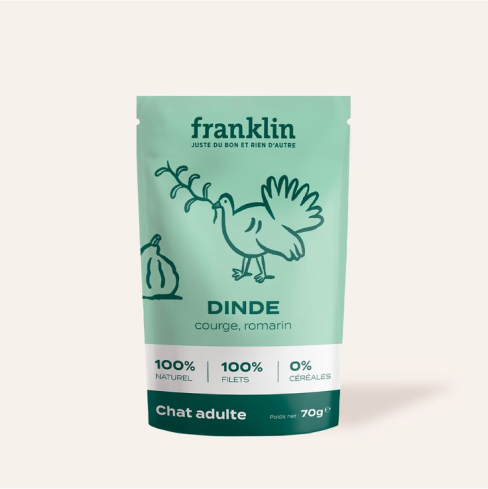 franklin
JUSTE DU BON ET RIEN D'AUTRE
DINDE
courge, romarin
100% 100% 0%
NATUREL FILETS CÉRÉALES
Chat adulte Poids net : 70g ℮